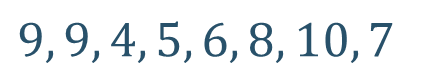 9, 9, 4, 5, 6, 8, 10, 7